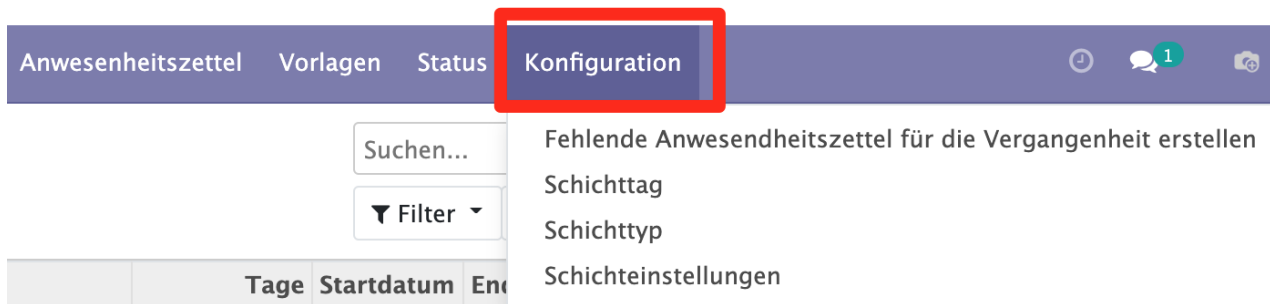 Anwesenheitszettel Vorlagen Status Konfiguration 1
Suchen...
Filter
Fehlende Anwesendheitszettel für die Vergangenheit erstellen
Schichttag
Schichttyp
Schichteinstellungen
Tage Startdatum